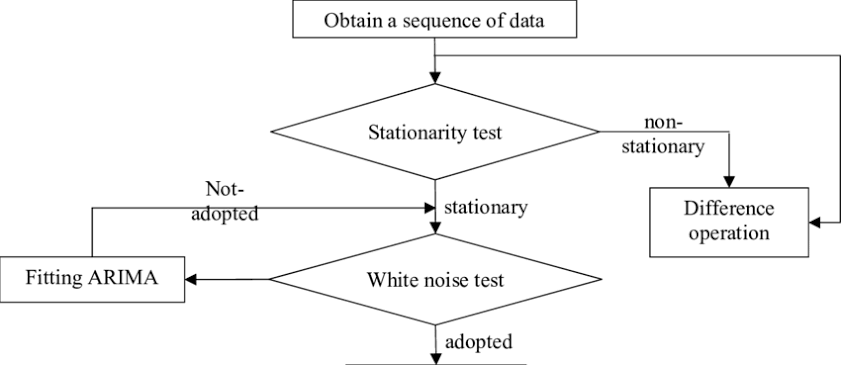 Obtain a sequence of data
Stationarity test
non-
stationary
Not-
adopted
stationary
Difference
operation
Fitting ARIMA
White noise test
adopted